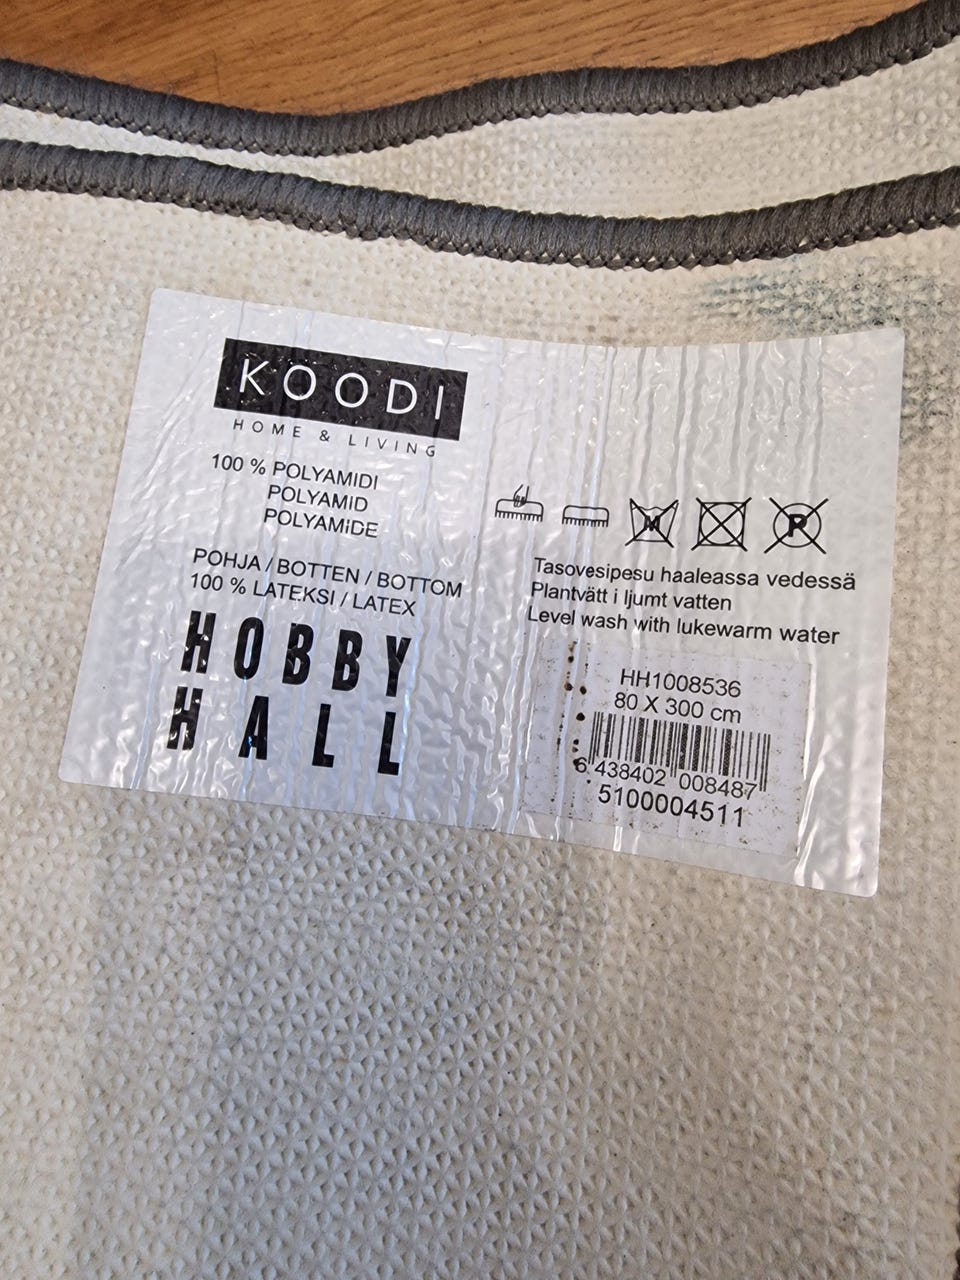 KOODI
HOME & LIVING
100 % POLYAMIDI
POLYAMID
POLYAMIDE
POHJA / BOTTEN / BOTTOM
100 % LATEKSI / LATEX
HOBBY
HALL
M
P
Tasovesipesu haaleassa vedessä
Plantvätt i ljumt vatten
Level wash with lukewarm water
HH1008536
80 X 300 cm
6 438402 008487
5100004511